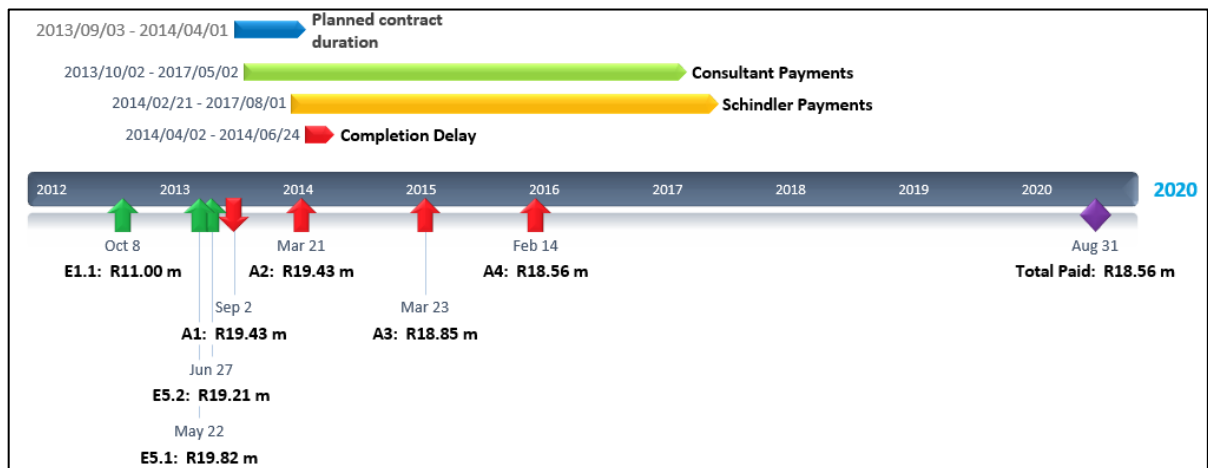 2013/09/03 - 2014/04/01
Planned contract
duration
2013/10/02 - 2017/05/02
Consultant Payments
2014/02/21 - 2017/08/01
Schindler Payments
2014/04/02 - 2014/06/24
Completion Delay
2012 2013 2014 2015 2016 2017 2018 2019 2020
2020
Oct 8
E1.1: R11.00 m
Mar 21
A2: R19.43 m
Feb 14
A4: R18.56 m
Aug 31
Total Paid: R18.56 m
Sep 2
A1: R19.43 m
Mar 23
A3: R18.85 m
Jun 27
E5.2: R19.21 m
May 22
E5.1: R19.82 m